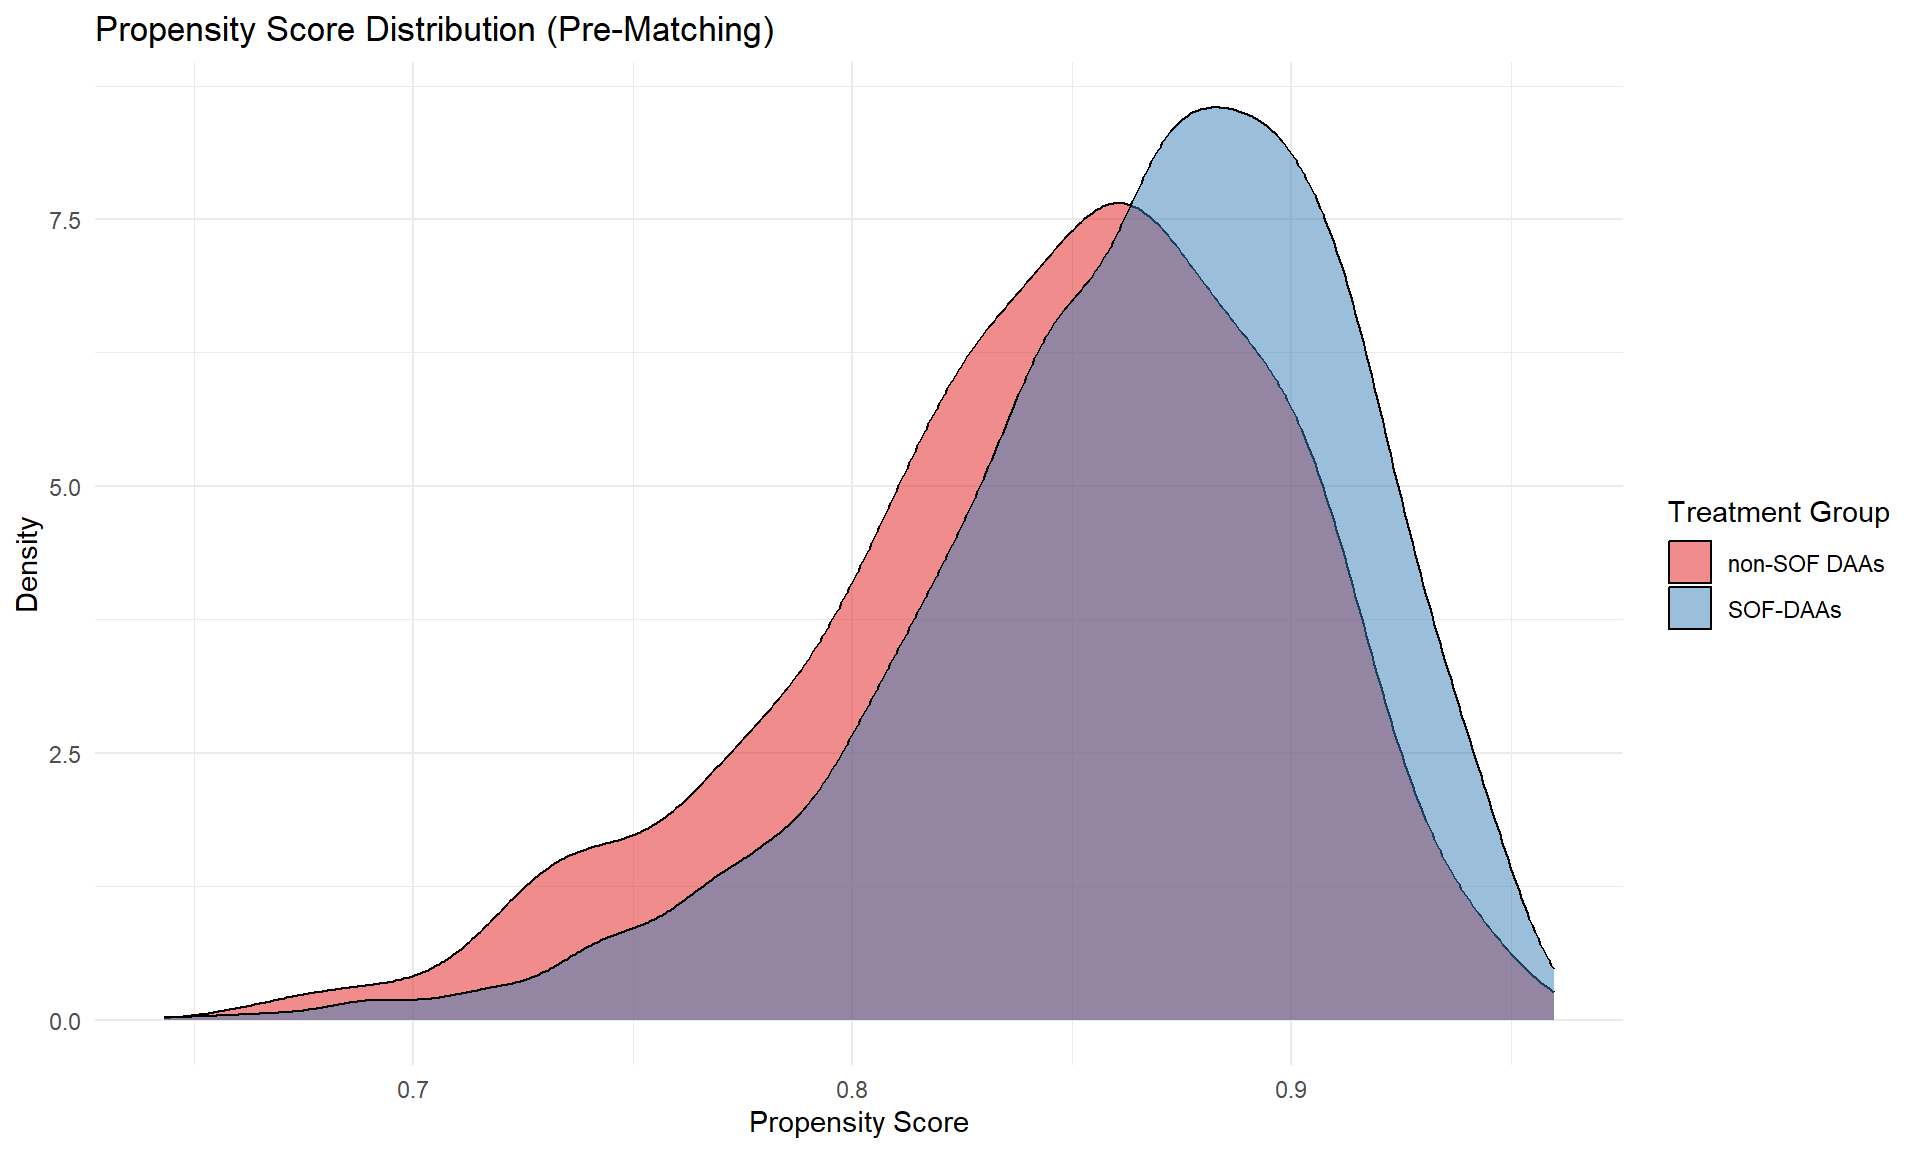 Propensity Score Distribution (Pre-Matching)
Density
7.5
5.0
2.5
0.0
0.7
0.8
0.9
Propensity Score
Treatment Group
non-SOF DAAs
SOF-DAAs